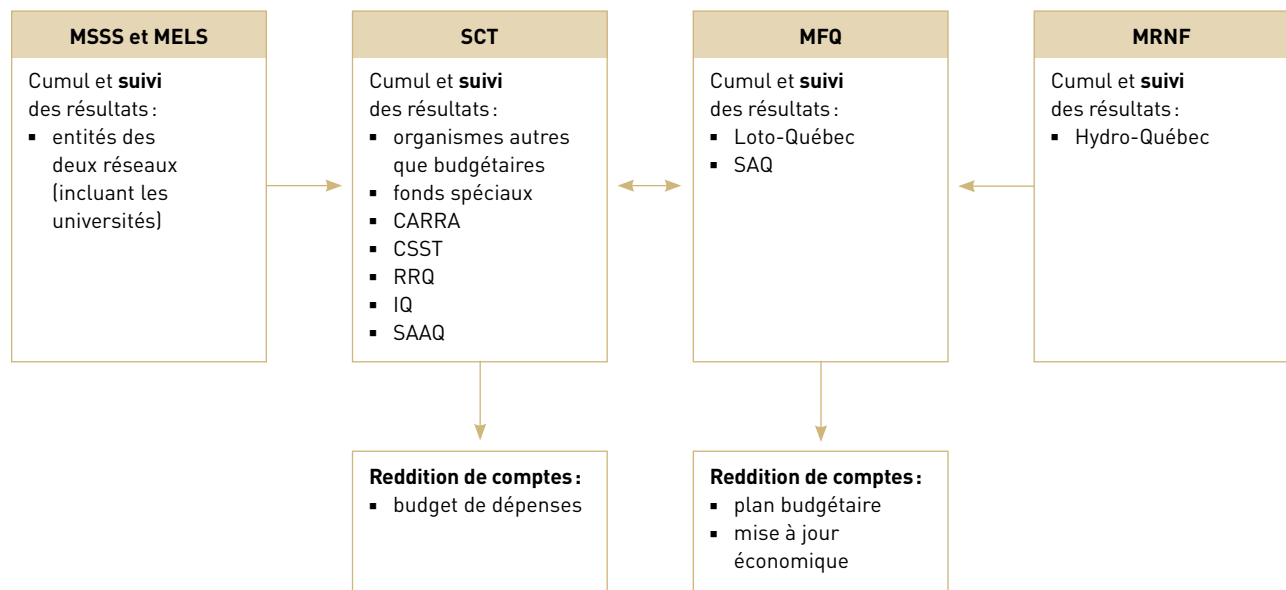 MSSS et MELS
Cumul et suivi
des résultats :
▪ entités des
deux réseaux
(incluant les
universités)
SCT
Cumul et suivi
des résultats :
▪ organismes autres
que budgétaires
▪ fonds spéciaux
▪ CARRA
▪ CSST
▪ RRQ
▪ IQ
▪ SAAQ
MFQ
Cumul et suivi
des résultats :
▪ Loto-Québec
▪ SAQ
MRNF
Cumul et suivi
des résultats :
▪ Hydro-Québec
Reddition de comptes :
▪ budget de dépenses
Reddition de comptes :
▪ plan budgétaire
▪ mise à jour
économique